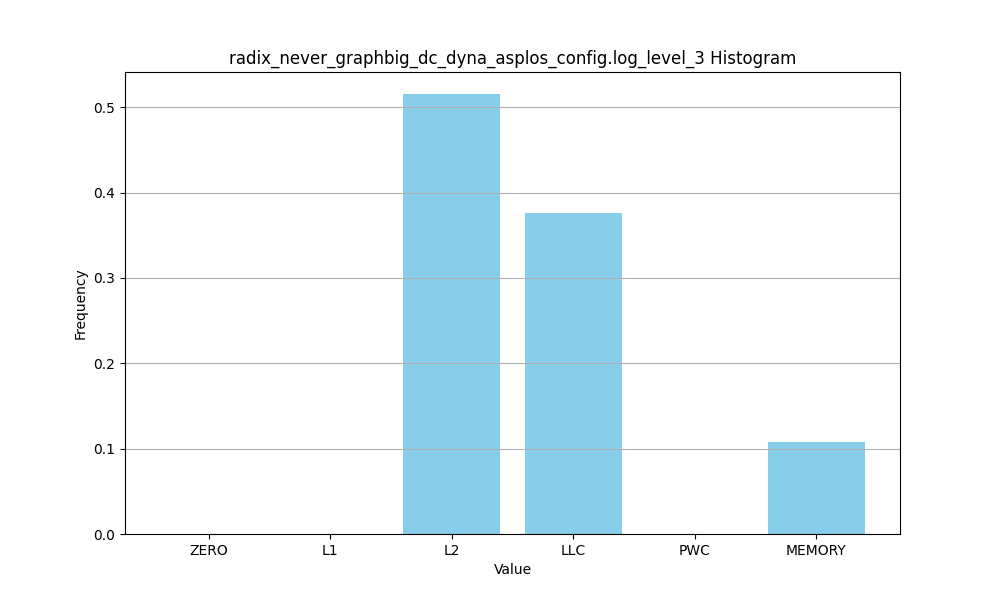 radix_never_graphbig_dc_dyna_asplos_config.log_level_3 Histogram
Frequency
0.5
0.4
0.3
0.2
0.1
0.0
ZERO L1 L2 LLC PWC MEMORY
Value